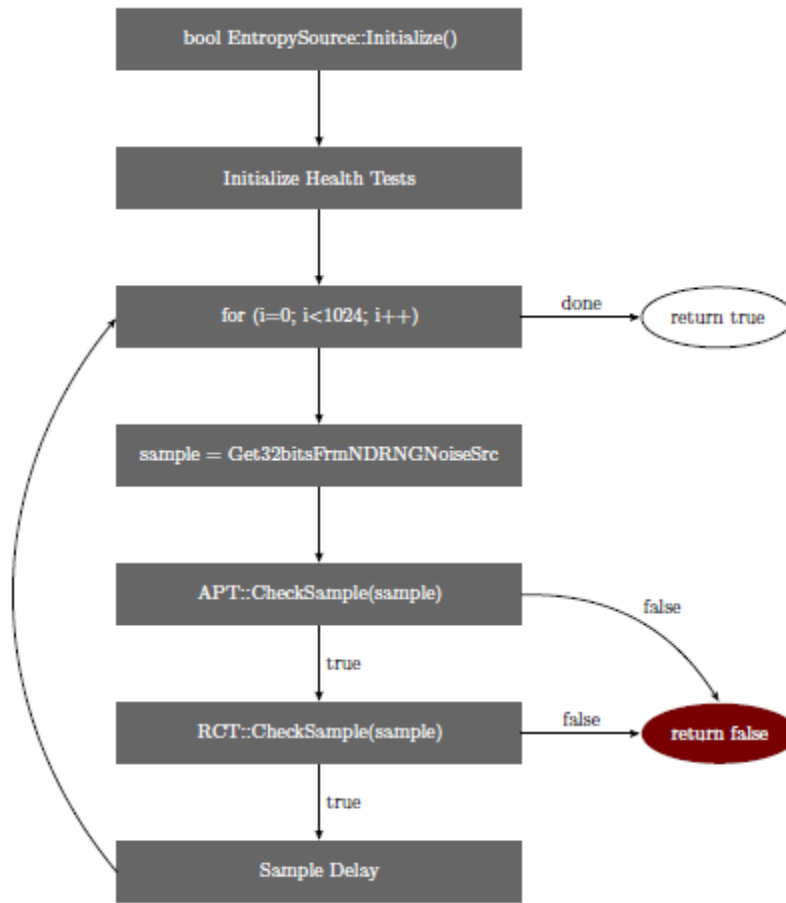 bool EntropySource::Initialize()
Initialize Health Tests
for (i=0; i<1024; i++)
done
return true
sample = Get32bitsFrmNDRNGNoiseSrc
APT::CheckSample(sample)
false
true
RCT::CheckSample(sample)
false
return false
true
Sample Delay